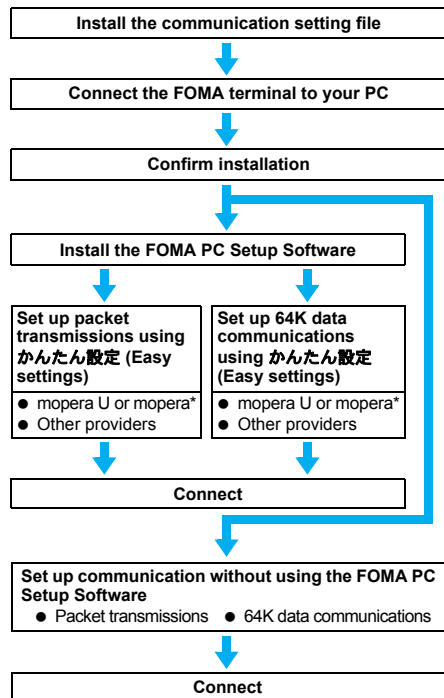 Install the communication setting file
Connect the FOMA terminal to your PC
Confirm installation
Install the FOMA PC Setup Software
Set up packet
transmissions using
かんたん設定 (Easy
settings)
● mopera U or mopera*
● Other providers
Set up 64K data
communications
using かんたん設定
(Easy settings)
● mopera U or mopera*
● Other providers
Connect
Set up communication without using the FOMA PC
Setup Software
● Packet transmissions ● 64K data communications
Connect